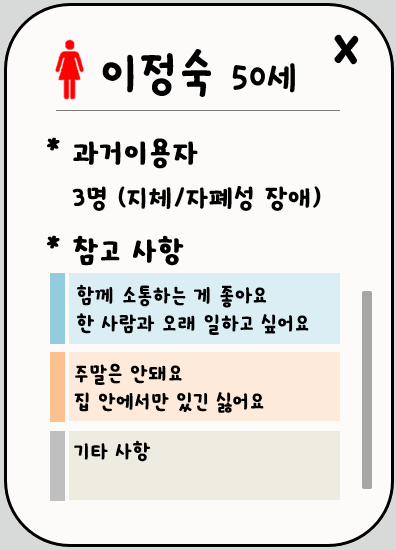 이정숙 50세
X
* 과거이용자
3명 (지체/자폐성 장애)
* 참고 사항
함께 소통하는 게 좋아요
한 사람과 오래 일하고 싶어요
주말은 안돼요
집 안에서만 있긴 싫어요
기타 사항